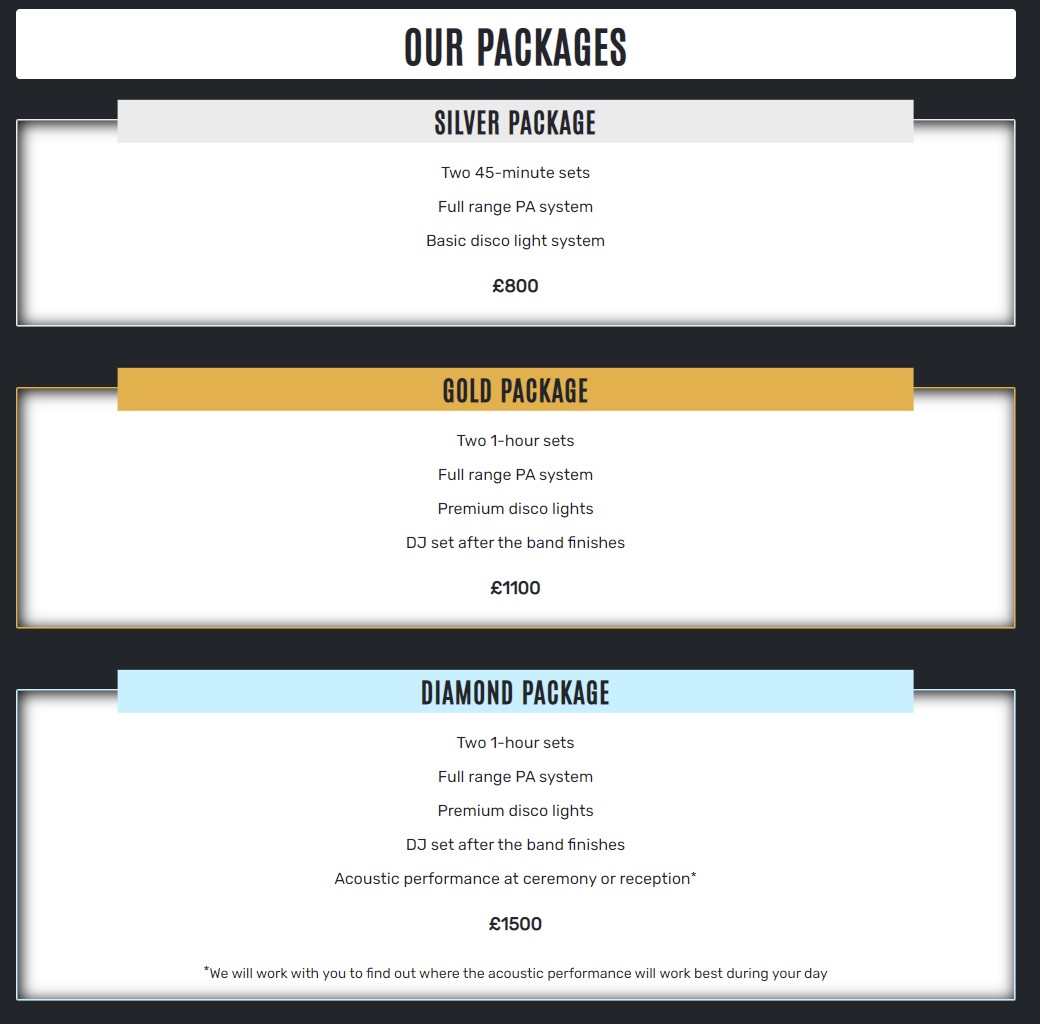 OUR PACKAGES
SILVER PACKAGE
Two 45-minute sets
Full range PA system
Basic disco light system
£800
GOLD PACKAGE
Two 1-hour sets
Full range PA system
Premium disco lights
DJ set after the band finishes
£1100
DIAMOND PACKAGE
Two 1-hour sets
Full range PA system
Premium disco lights
DJ set after the band finishes
Acoustic performance at ceremony or reception*
£1500
*We will work with you to find out where the acoustic performance will work best during your day